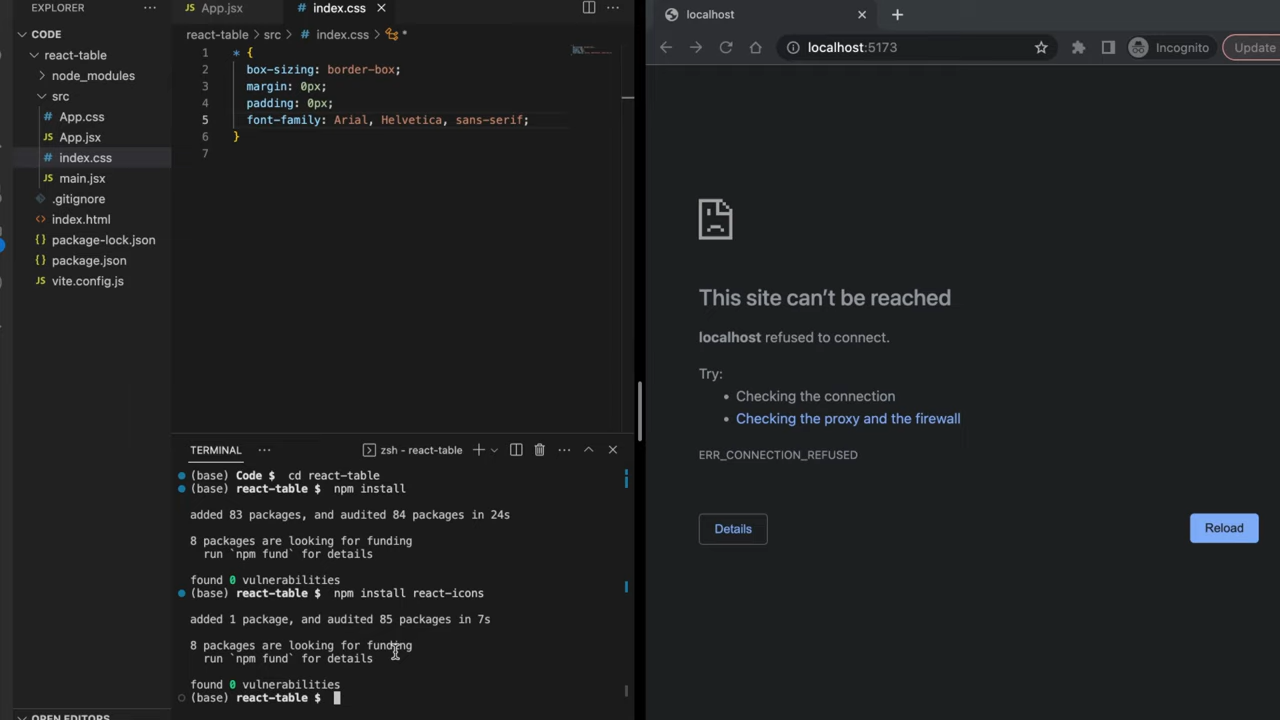 EXPLORER
CODE
react-table
node_modules
src
# App.css
JS App.jsx
# index.css
JS main.jsx
.gitignore
<> index.html
{} package-lock.json
{} package.json
JS vite.config.js
OPEN EDITORS
App.jsx
# index.css
react-table > src > # index.css > *
1 * {
2 box-sizing: border-box;
3 margin: 0px;
4 padding: 0px;
5 font-family: Arial, Helvetica, sans-serif;
6 }
7
TERMINAL
zsh - react-table
(base) Code $ cd react-table
(base) react-table $ npm install
added 83 packages, and audited 84 packages in 24s
8 packages are looking for funding
run `npm fund` for details
found 0 vulnerabilities
(base) react-table $ npm install react-icons
added 1 package, and audited 85 packages in 7s
8 packages are looking for funding
run `npm fund` for details
found 0 vulnerabilities
(base) react-table $
localhost
localhost:5173
Incognito
Update
This site can’t be reached
localhost refused to connect.
Try:
• Checking the connection
• Checking the proxy and the firewall
ERR_CONNECTION_REFUSED
Details
Reload